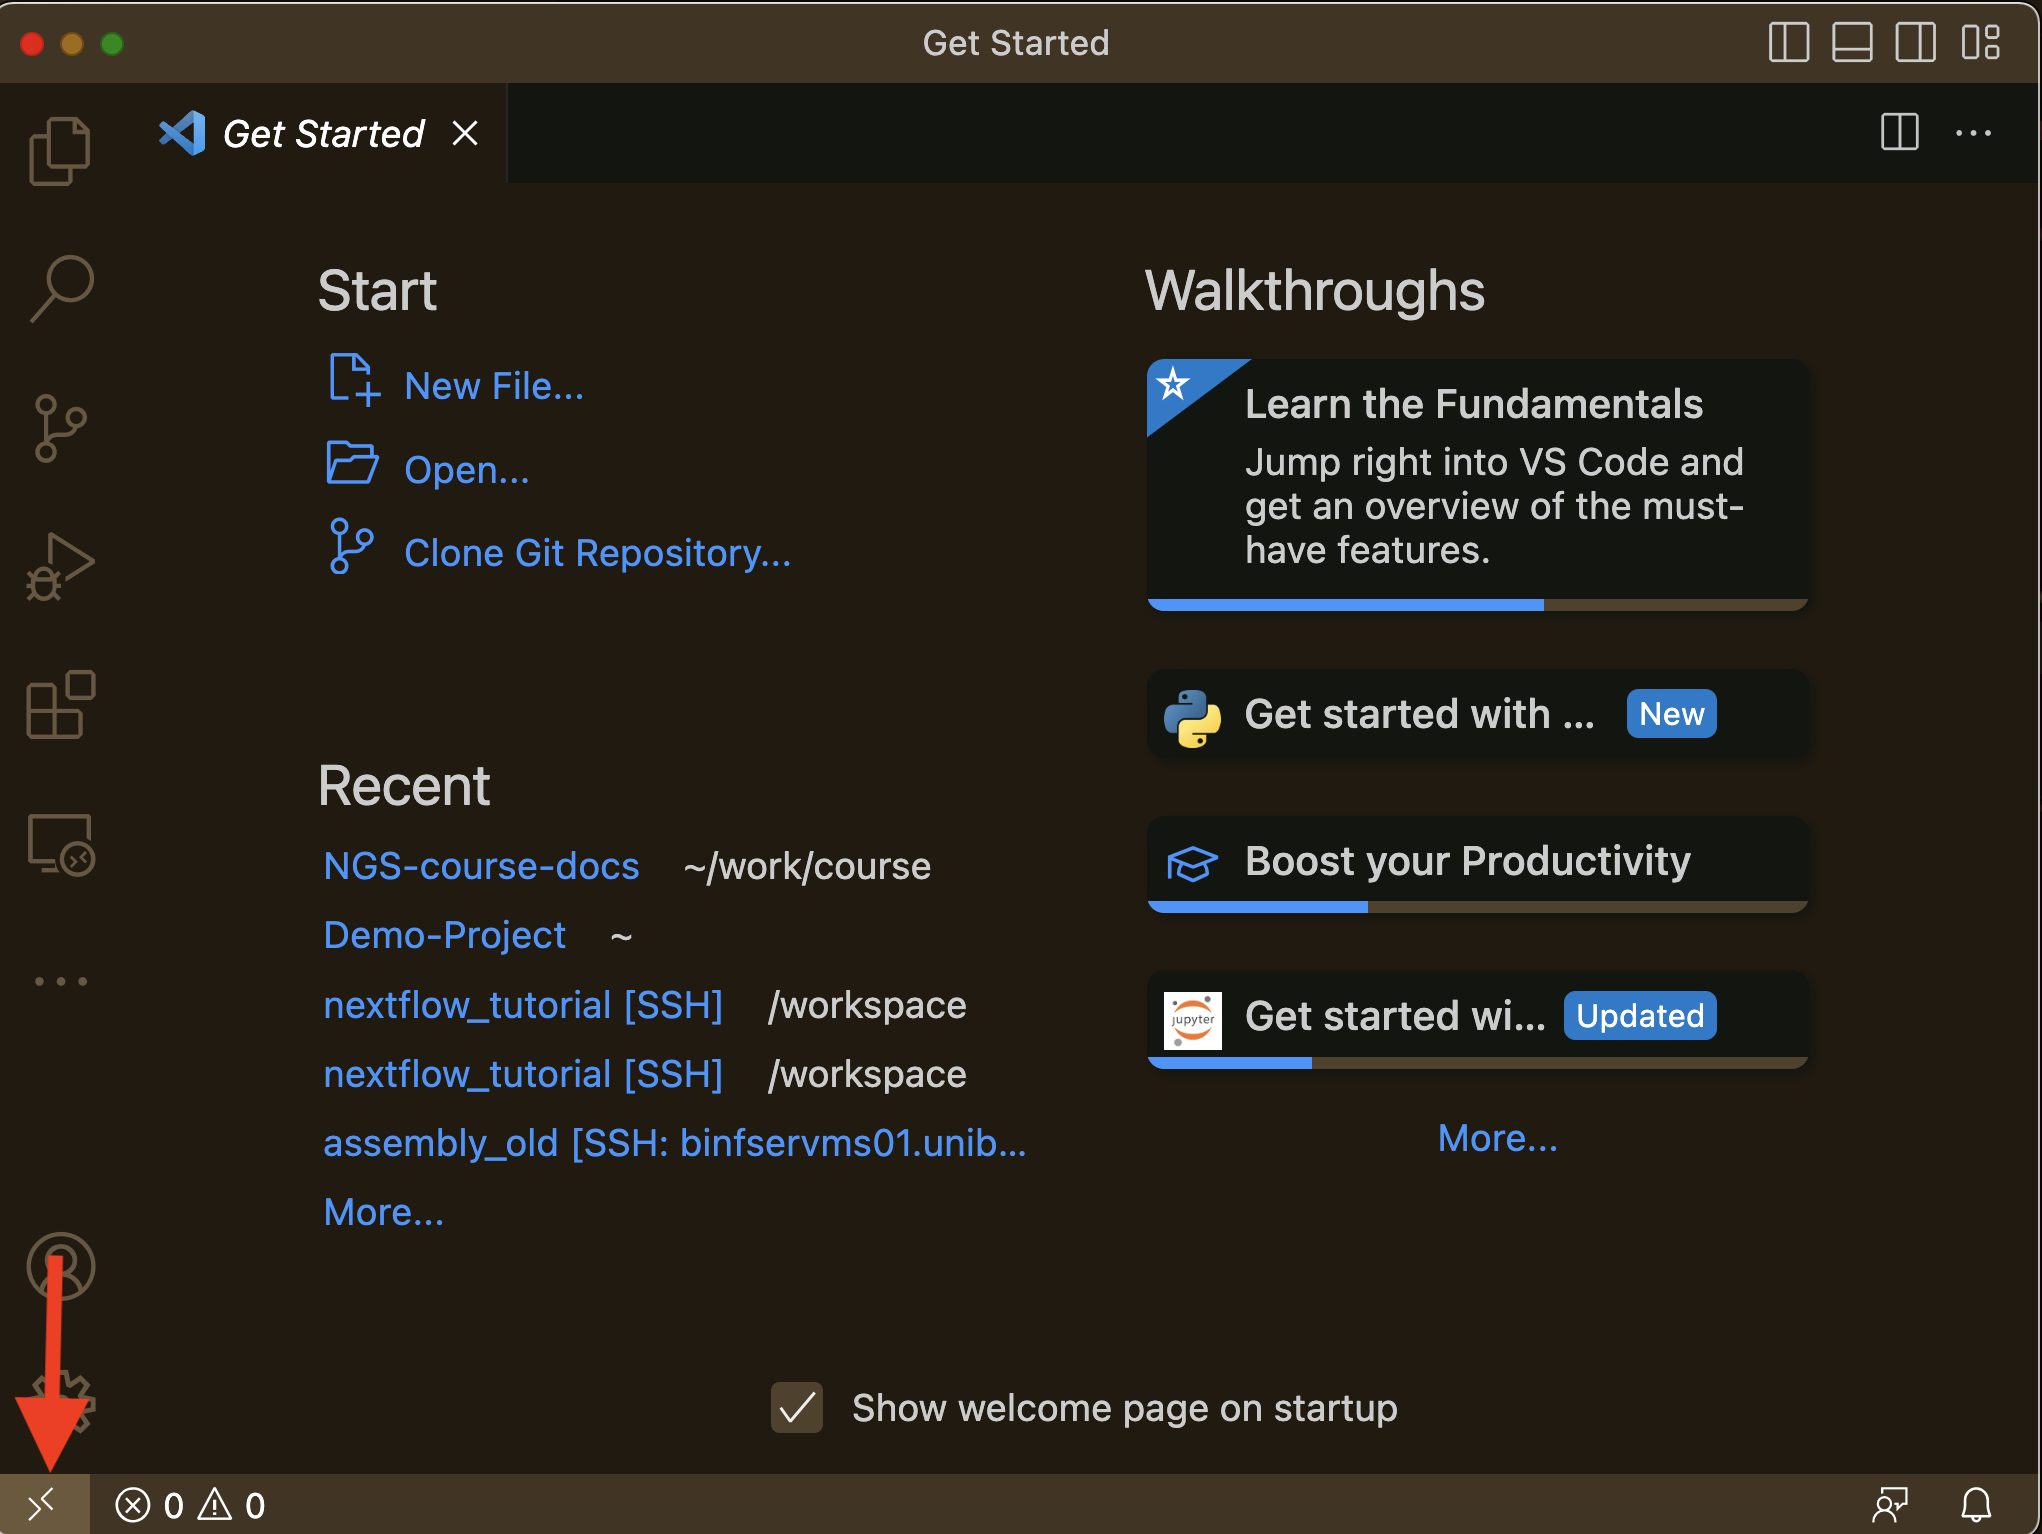 Get Started
Get Started
Start
New File...
Open...
Clone Git Repository...
Recent
NGS-course-docs ~/work/course
Demo-Project ~
nextflow_tutorial [SSH] /workspace
nextflow_tutorial [SSH] /workspace
assembly_old [SSH: binfservms01.unib...
More...
Walkthroughs
Learn the Fundamentals
Jump right into VS Code and
get an overview of the must-
have features.
Get started with ... New
Boost your Productivity
jupyter
Get started wi... Updated
More...
Show welcome page on startup
0 0